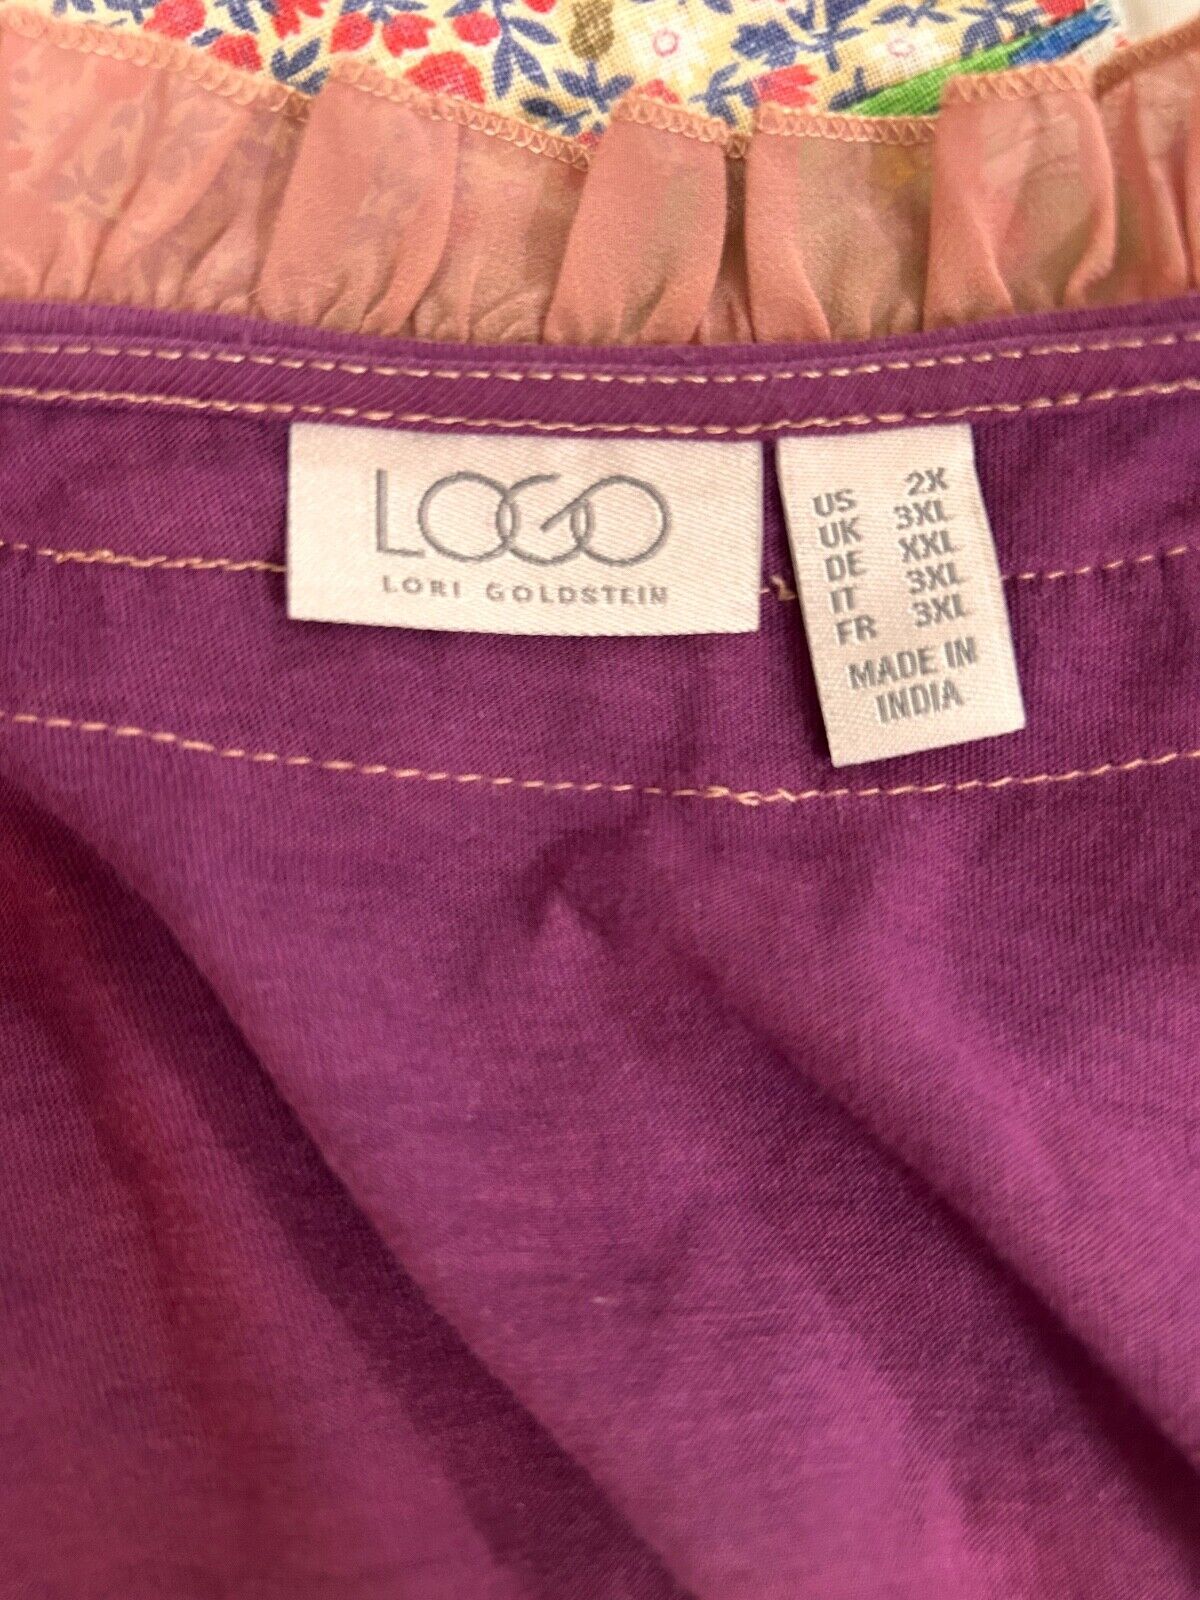 LOGO
LORI GOLDSTEIN
US 2X
UK 3XL
DE XXL
IT 3XL
FR 3XL
MADE IN
INDIA